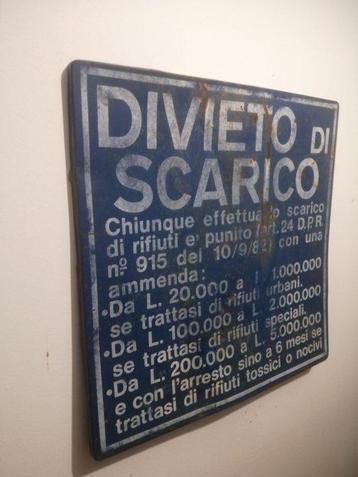 DIVIETO DI
SCARICO
Chiunque effettua lo scarico
di rifiuti e' punito (art.24 D.P.R
nº 915 del 10/9/82) con una
ammenda:
•Da L. 20.000 a L. 1.000.000
se trattasi di rifiuti urbani.
•Da L. 100.000 a L. 2.000.000
se trattasi di rifiuti speciali.
•Da L. 200.000 a L. 5.000.000
e con l'arresto sino a 6 mesi se
trattasi di rifiuti tossici o nocivi